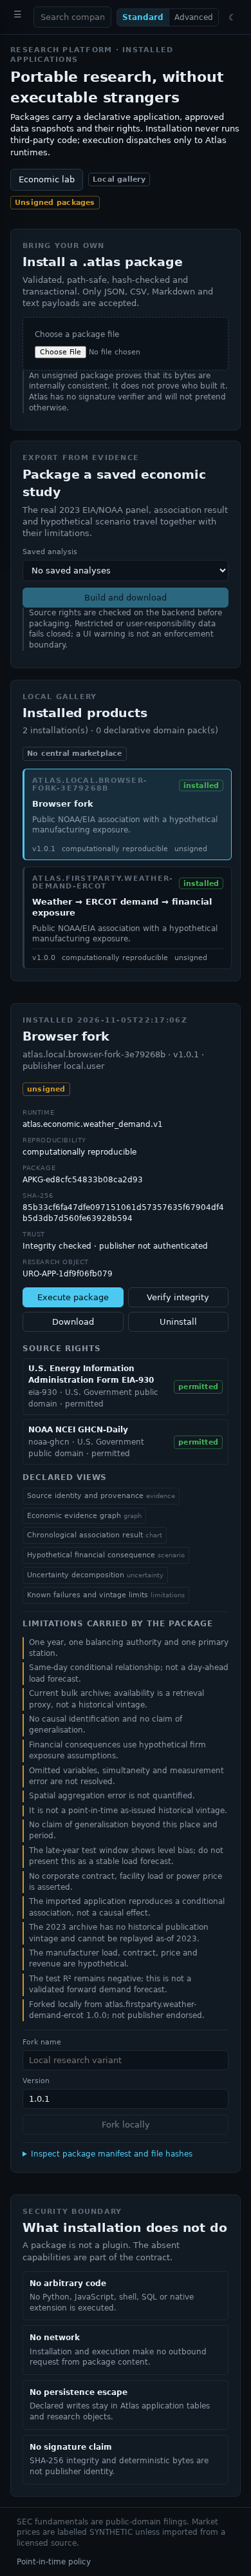 ☰ Search compan Standard Advanced ☾
RESEARCH PLATFORM · INSTALLED
APPLICATIONS
Portable research, without
executable strangers
Packages carry a declarative application, approved
data snapshots and their rights. Installation never runs
third-party code; execution dispatches only to Atlas
runtimes.
Economic lab Local gallery
Unsigned packages
BRING YOUR OWN
Install a .atlas package
Validated, path-safe, hash-checked and
transactional. Only JSON, CSV, Markdown and
text payloads are accepted.
Choose a package file
Choose File No file chosen
An unsigned package proves that its bytes are
internally consistent. It does not prove who built it.
Atlas has no signature verifier and will not pretend
otherwise.
EXPORT FROM EVIDENCE
Package a saved economic
study
The real 2023 EIA/NOAA panel, association result
and hypothetical scenario travel together with
their limitations.
Saved analysis
No saved analyses
Build and download
Source rights are checked on the backend before
packaging. Restricted or user-responsibility data
fails closed; a UI warning is not an enforcement
boundary.
LOCAL GALLERY
Installed products
2 installation(s) · 0 declarative domain pack(s)
No central marketplace
ATLAS.LOCAL.BROWSER-
FORK-3E79268B installed
Browser fork
Public NOAA/EIA association with a hypothetical
manufacturing exposure.
v1.0.1 computationally reproducible unsigned
ATLAS.FIRSTPARTY.WEATHER-
DEMAND-ERCOT installed
Weather → ERCOT demand → financial
exposure
Public NOAA/EIA association with a hypothetical
manufacturing exposure.
v1.0.0 computationally reproducible unsigned
INSTALLED 2026-11-05T22:17:06Z
Browser fork
atlas.local.browser-fork-3e79268b · v1.0.1 ·
publisher local.user
unsigned
RUNTIME
atlas.economic.weather_demand.v1
REPRODUCIBILITY
computationally reproducible
PACKAGE
APKG-ed8cfc54833b08ca2d93
SHA-256
85b33cf6fa47dfe097151061d57357635f67904df4
b5d3db7d560fe63928b594
TRUST
Integrity checked · publisher not authenticated
RESEARCH OBJECT
URO-APP-1df9f06fb079
Execute package Verify integrity
Download Uninstall
SOURCE RIGHTS
U.S. Energy Information
Administration Form EIA-930
eia-930 · U.S. Government public
domain · permitted
permitted
NOAA NCEI GHCN-Daily
noaa-ghcn · U.S. Government
public domain · permitted
permitted
DECLARED VIEWS
Source identity and provenance evidence
Economic evidence graph graph
Chronological association result chart
Hypothetical financial consequence scenario
Uncertainty decomposition uncertainty
Known failures and vintage limits limitations
LIMITATIONS CARRIED BY THE PACKAGE
One year, one balancing authority and one primary
station.
Same-day conditional relationship; not a day-ahead
load forecast.
Current bulk archive; availability is a retrieval
proxy, not a historical vintage.
No causal identification and no claim of
generalisation.
Financial consequences use hypothetical firm
exposure assumptions.
Omitted variables, simultaneity and measurement
error are not resolved.
Spatial aggregation error is not quantified.
It is not a point-in-time as-issued historical vintage.
No claim of generalisation beyond this place and
period.
The late-year test window shows level bias; do not
present this as a stable load forecast.
No corporate contract, facility load or power price
is asserted.
The imported application reproduces a conditional
association, not a causal effect.
The 2023 archive has no historical publication
vintage and cannot be replayed as-of 2023.
The manufacturer load, contract, price and
revenue are hypothetical.
The test R² remains negative; this is not a
validated forward demand forecast.
Forked locally from atlas.firstparty.weather-
demand-ercot 1.0.0; not publisher endorsed.
Fork name
Local research variant
Version
1.0.1
Fork locally
▶ Inspect package manifest and file hashes
SECURITY BOUNDARY
What installation does not do
A package is not a plugin. The absent
capabilities are part of the contract.
No arbitrary code
No Python, JavaScript, shell, SQL or native
extension is executed.
No network
Installation and execution make no outbound
request from package content.
No persistence escape
Declared writes stay in Atlas application tables
and research objects.
No signature claim
SHA-256 integrity and deterministic bytes are
not publisher identity.
SEC fundamentals are public-domain filings. Market
prices are labelled SYNTHETIC unless imported from a
licensed source.
Point-in-time policy